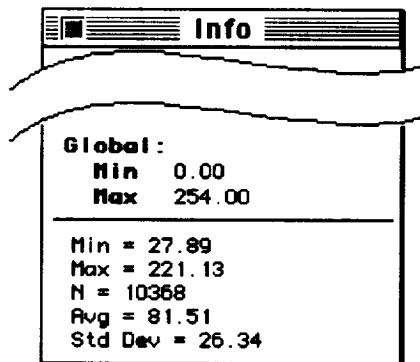 Info
Global:
Min 0.00
Max 254.00
Min = 27.89
Max = 221.13
N = 10368
Avg = 81.51
Std Dev = 26.34